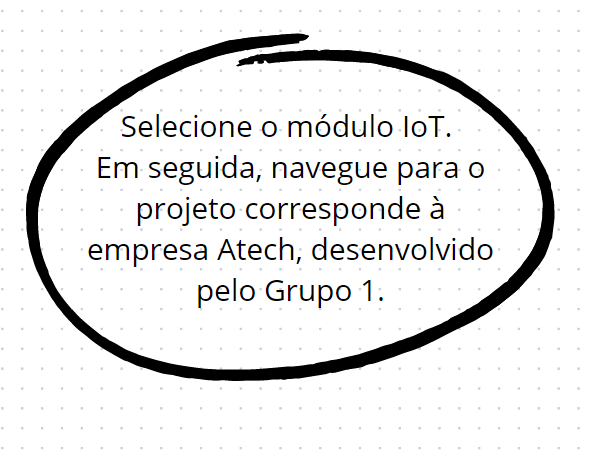 Selecione o módulo IoT.
Em seguida, navegue para o
projeto corresponde à
empresa Atech, desenvolvido
pelo Grupo 1.